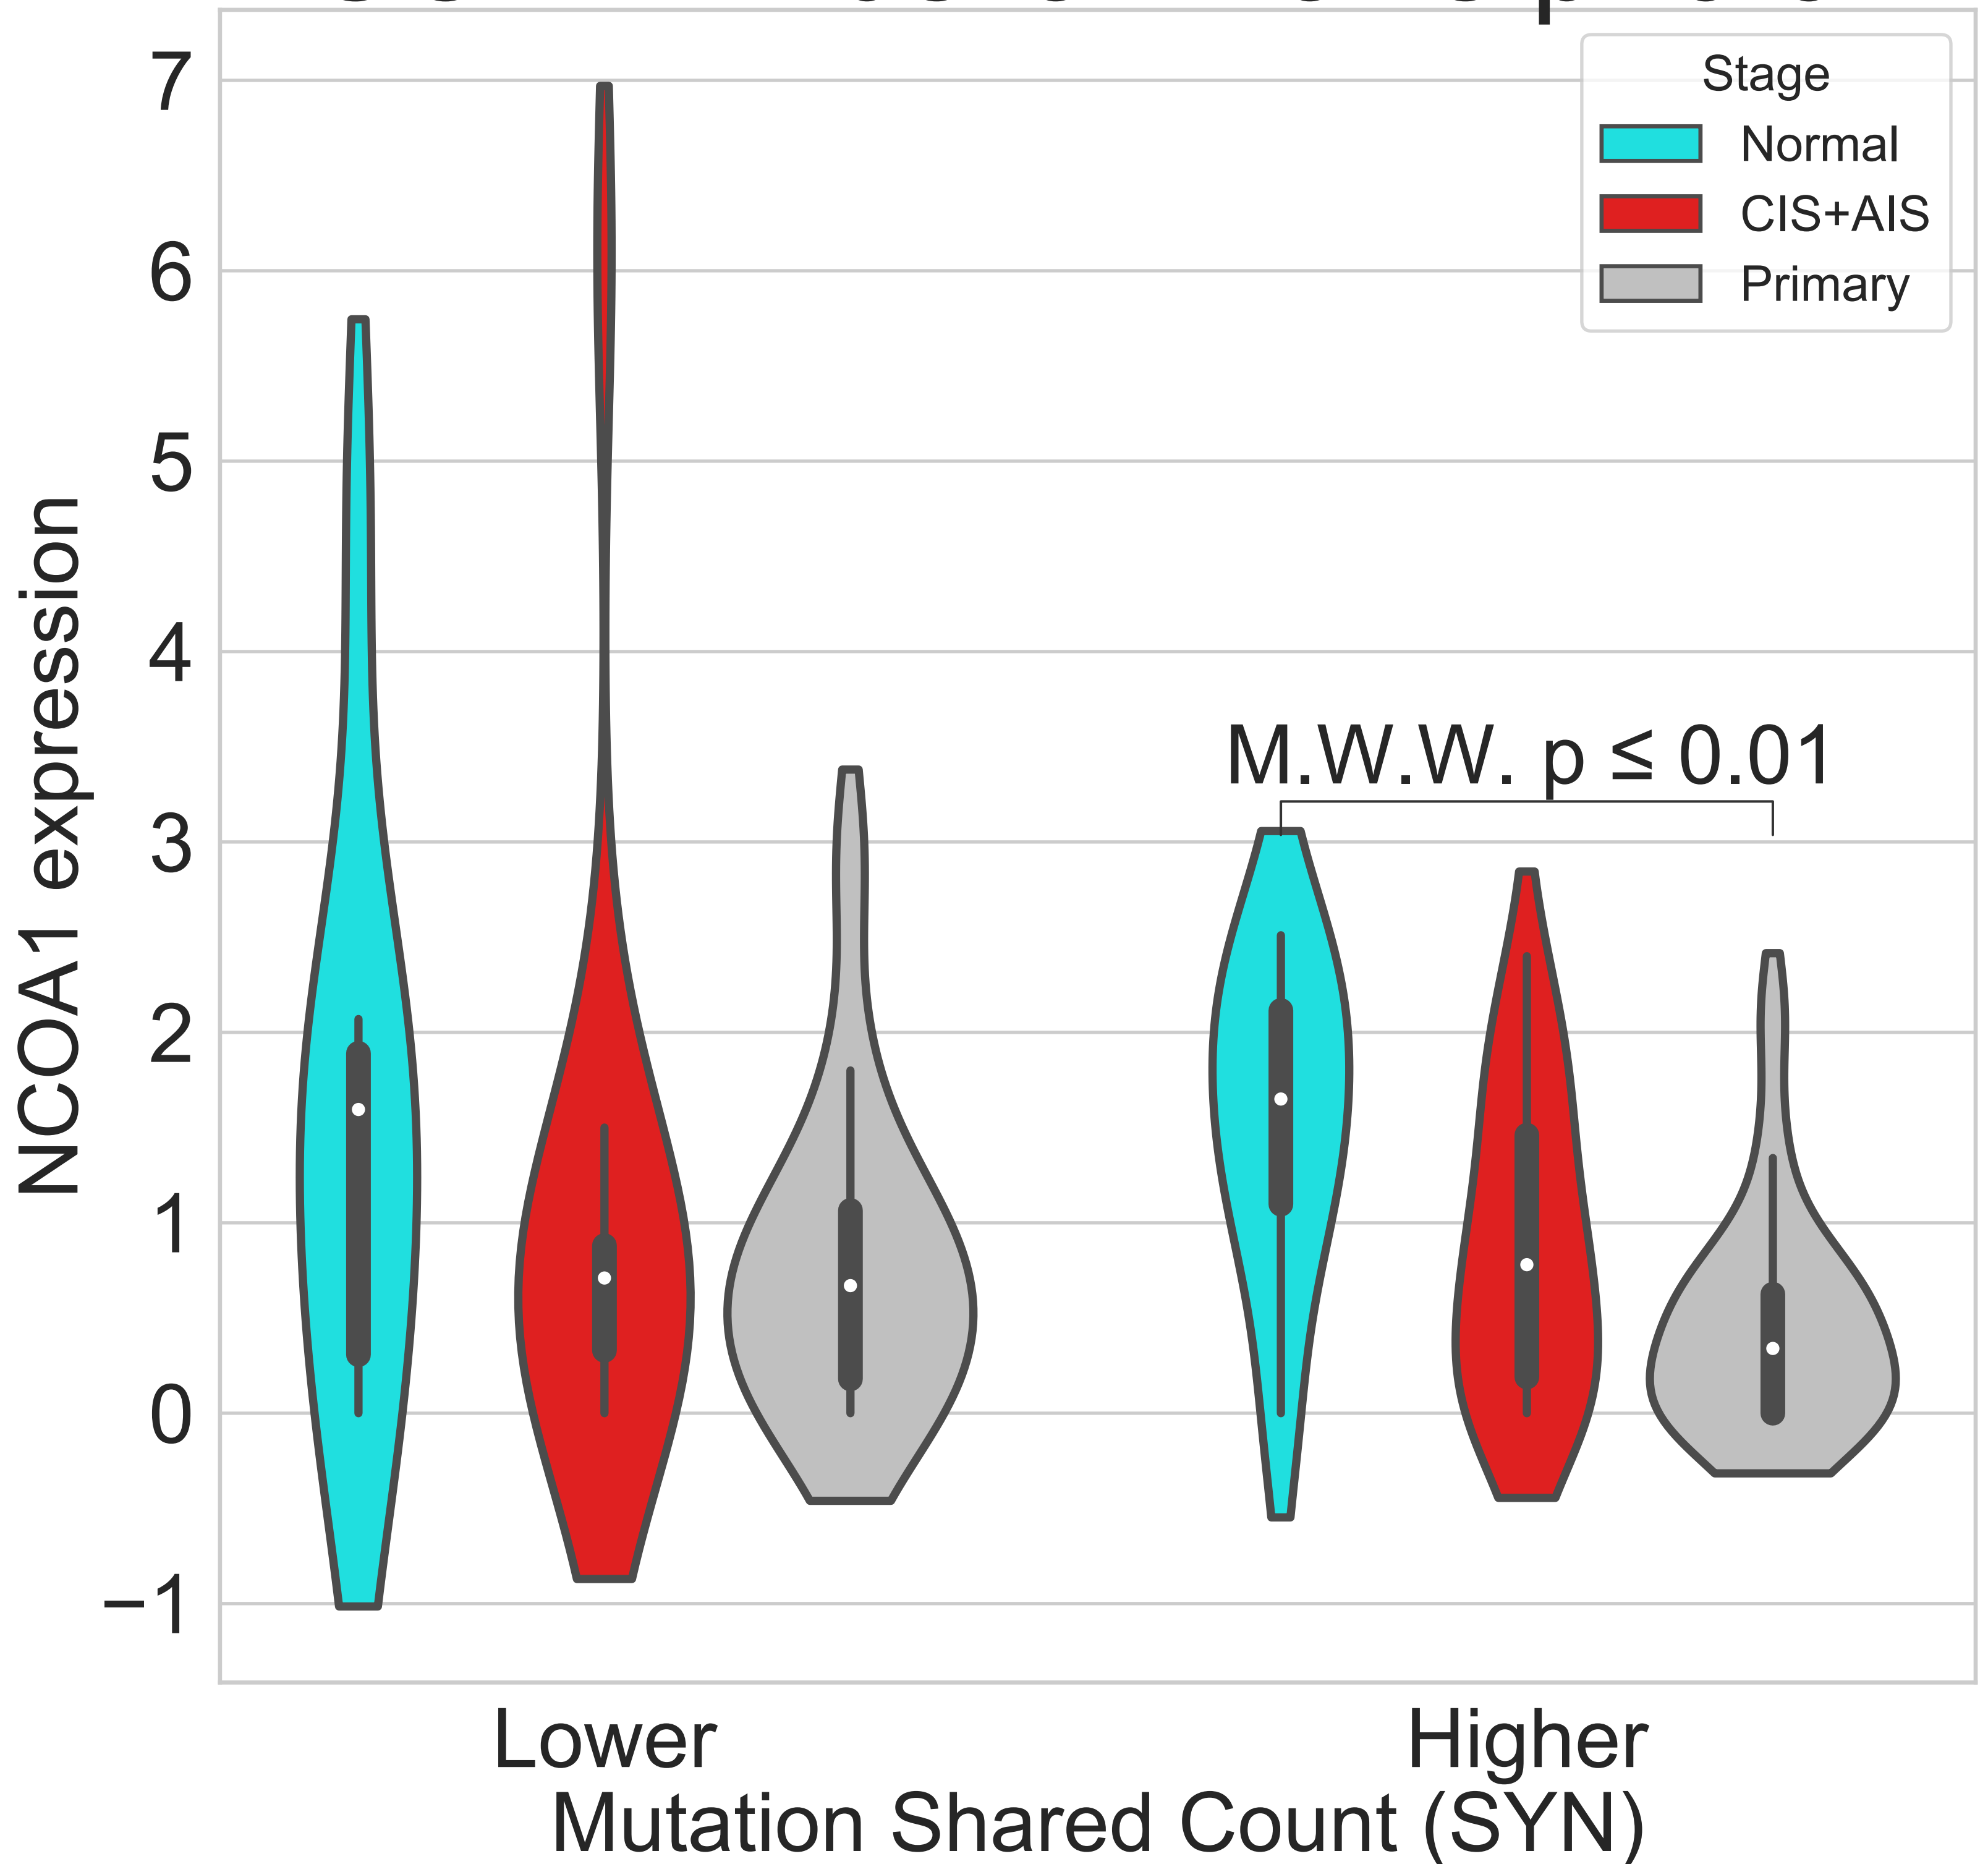 7
6
5
4
3
2
1
0
−1
NCOA1 expression
Stage
Normal
CIS+AIS
Primary
M.W.W. p ≤ 0.01
Lower
Higher
Mutation Shared Count (SYN)